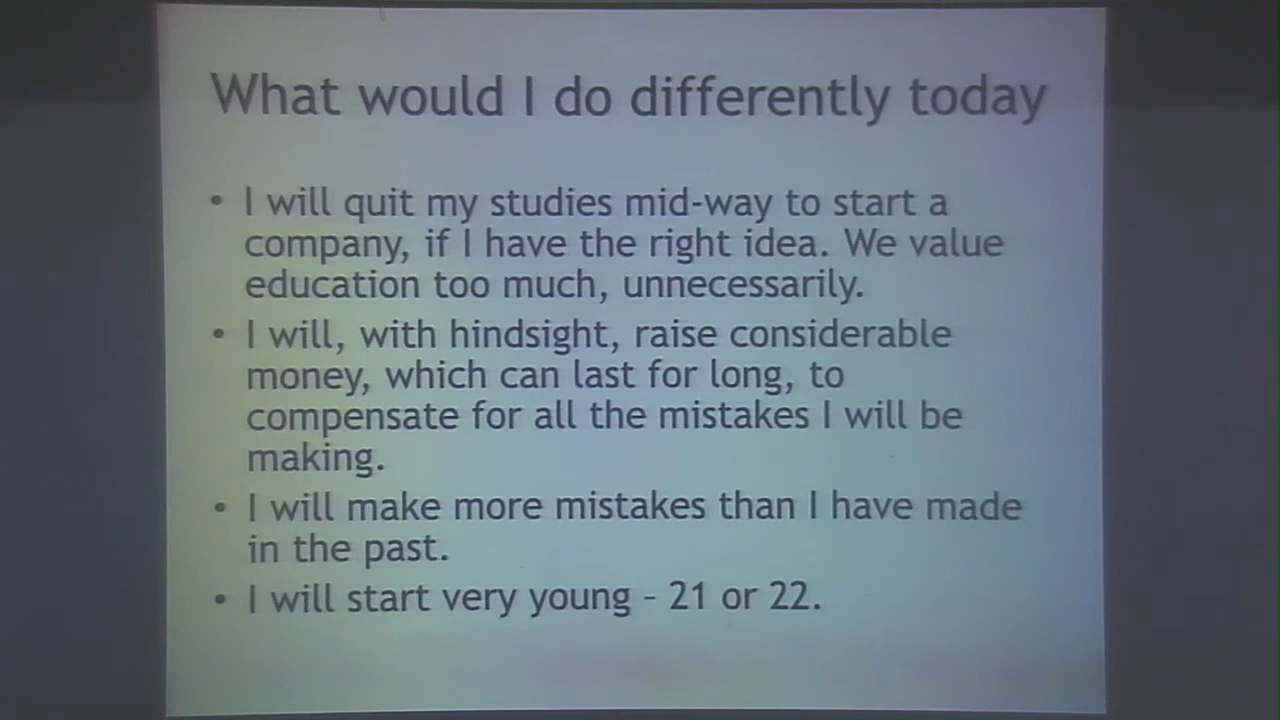 What would I do differently today
• I will quit my studies mid-way to start a
company, if I have the right idea. We value
education too much, unnecessarily.
• I will, with hindsight, raise considerable
money, which can last for long, to
compensate for all the mistakes I will be
making.
• I will make more mistakes than I have made
in the past.
• I will start very young - 21 or 22.